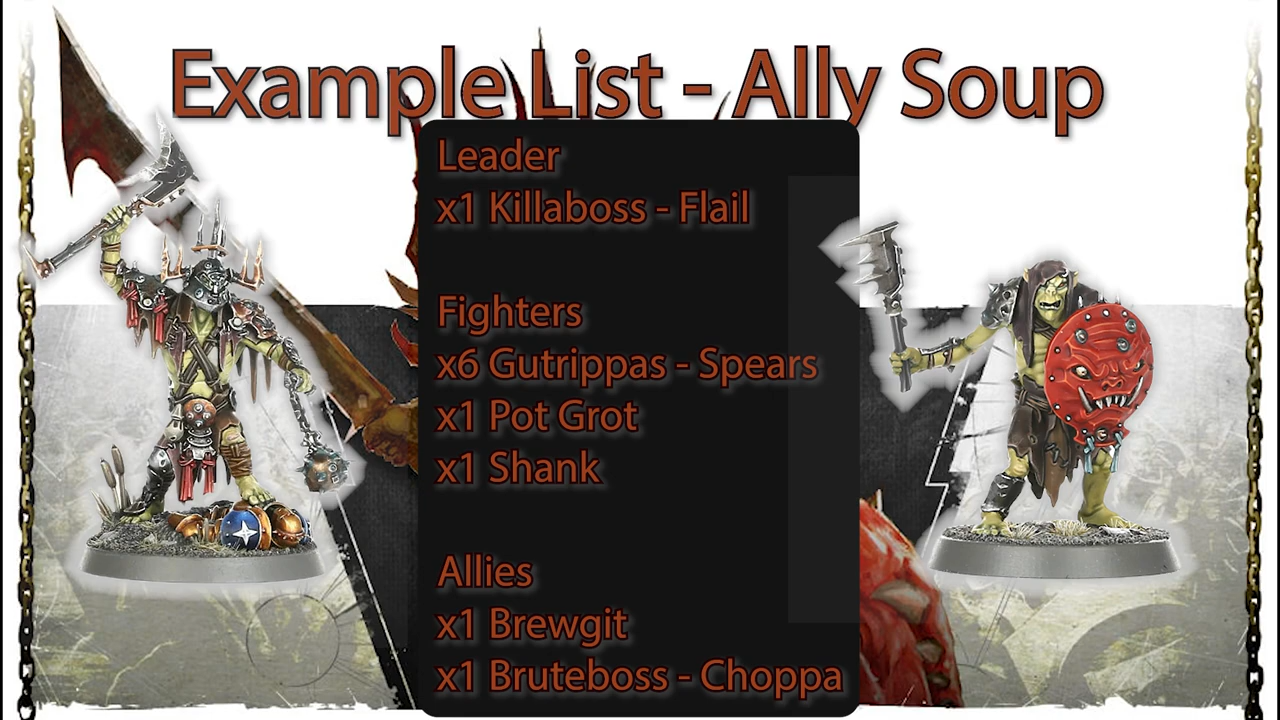 Example List - Ally Soup
Leader
x1 Killaboss - Flail
Fighters
x6 Gutrippas - Spears
x1 Pot Grot
x1 Shank
Allies
x1 Brewgit
x1 Bruteboss - Choppa